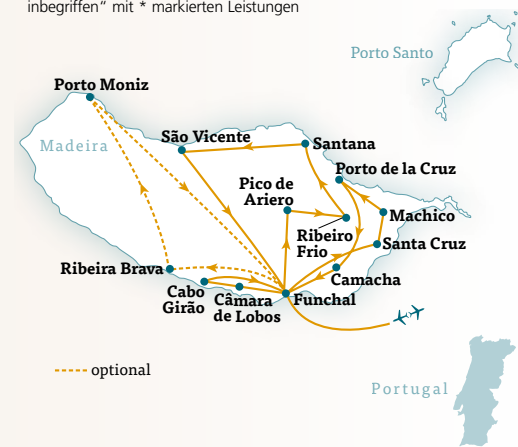 inbegriffen“ mit * markierten Leistungen
Porto Santo
Porto Moniz
Madeira
São Vicente
Santana
Porto de la Cruz
Pico de
Ariero
Machico
Ribeiro
Frio
Santa Cruz
Ribeira Brava
Camacha
Cabo
Girão
Câmara
de Lobos
Funchal
optional
Portugal